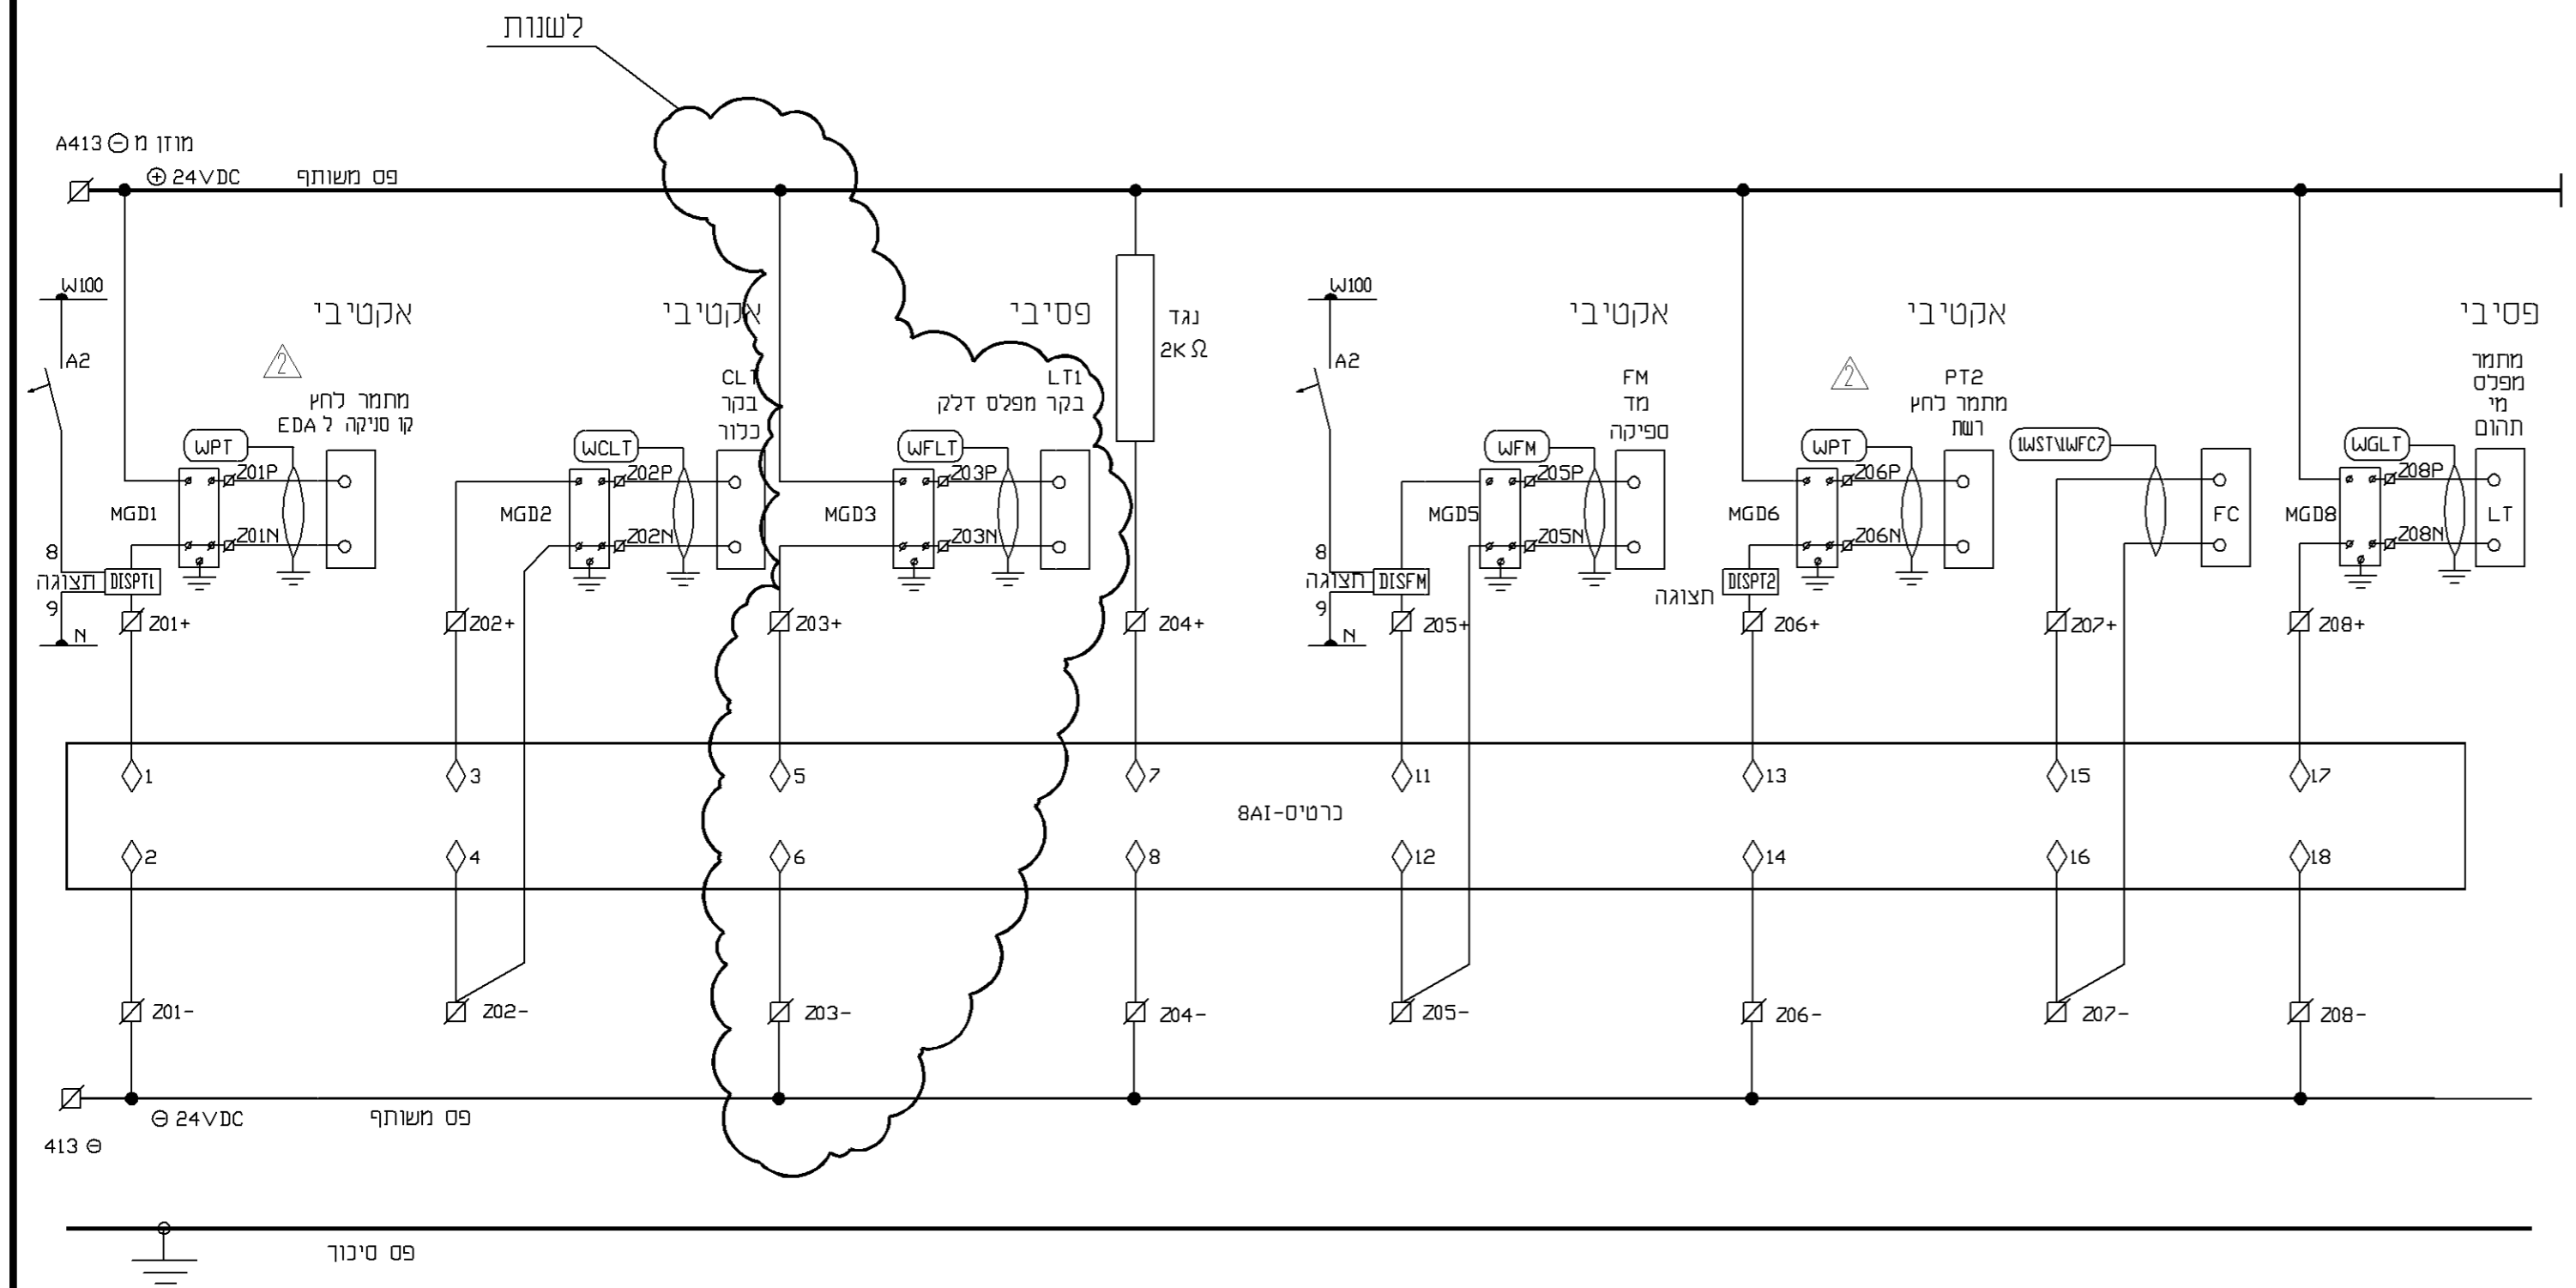 לשנות
A413 ⊖ מוזן מ
⊕ 24VDC פס משותף
W100
A2
8
תצוגה
9
N
DISPT1
Z01+
MGD1
WPT
Z01P
Z01N
אקטיבי
2
מתמר לחץ
קו סניקה ל EDA
אקטיבי
CLT
בקר
כלור
WCLT
Z02P
Z02N
MGD2
Z02+
פסיבי
LT1
בקר מפלס דלק
WFLT
Z03P
Z03N
MGD3
Z03+
נגד
2K Ω
Z04+
W100
A2
8
תצוגה
9
N
DISFM
Z05+
אקטיבי
FM
מד
ספיקה
WFM
Z05P
Z05N
MGD5
אקטיבי
2
PT2
מתמר לחץ
רשת
WPT
Z06P
Z06N
MGD6
DISPT2
תצוגה
Z06+
1WST\WFC7
FC
Z07+
פסיבי
מתמר
מפלס
מי
תהום
WGLT
Z08P
Z08N
MGD8
LT
Z08+
1 3 5 7 11 13 15 17
כרטיס-8AI
2 4 6 8 12 14 16 18
Z01- Z02- Z03- Z04- Z05- Z06- Z07- Z08-
⊖ 24VDC פס משותף
413 ⊖
פס סיכוך